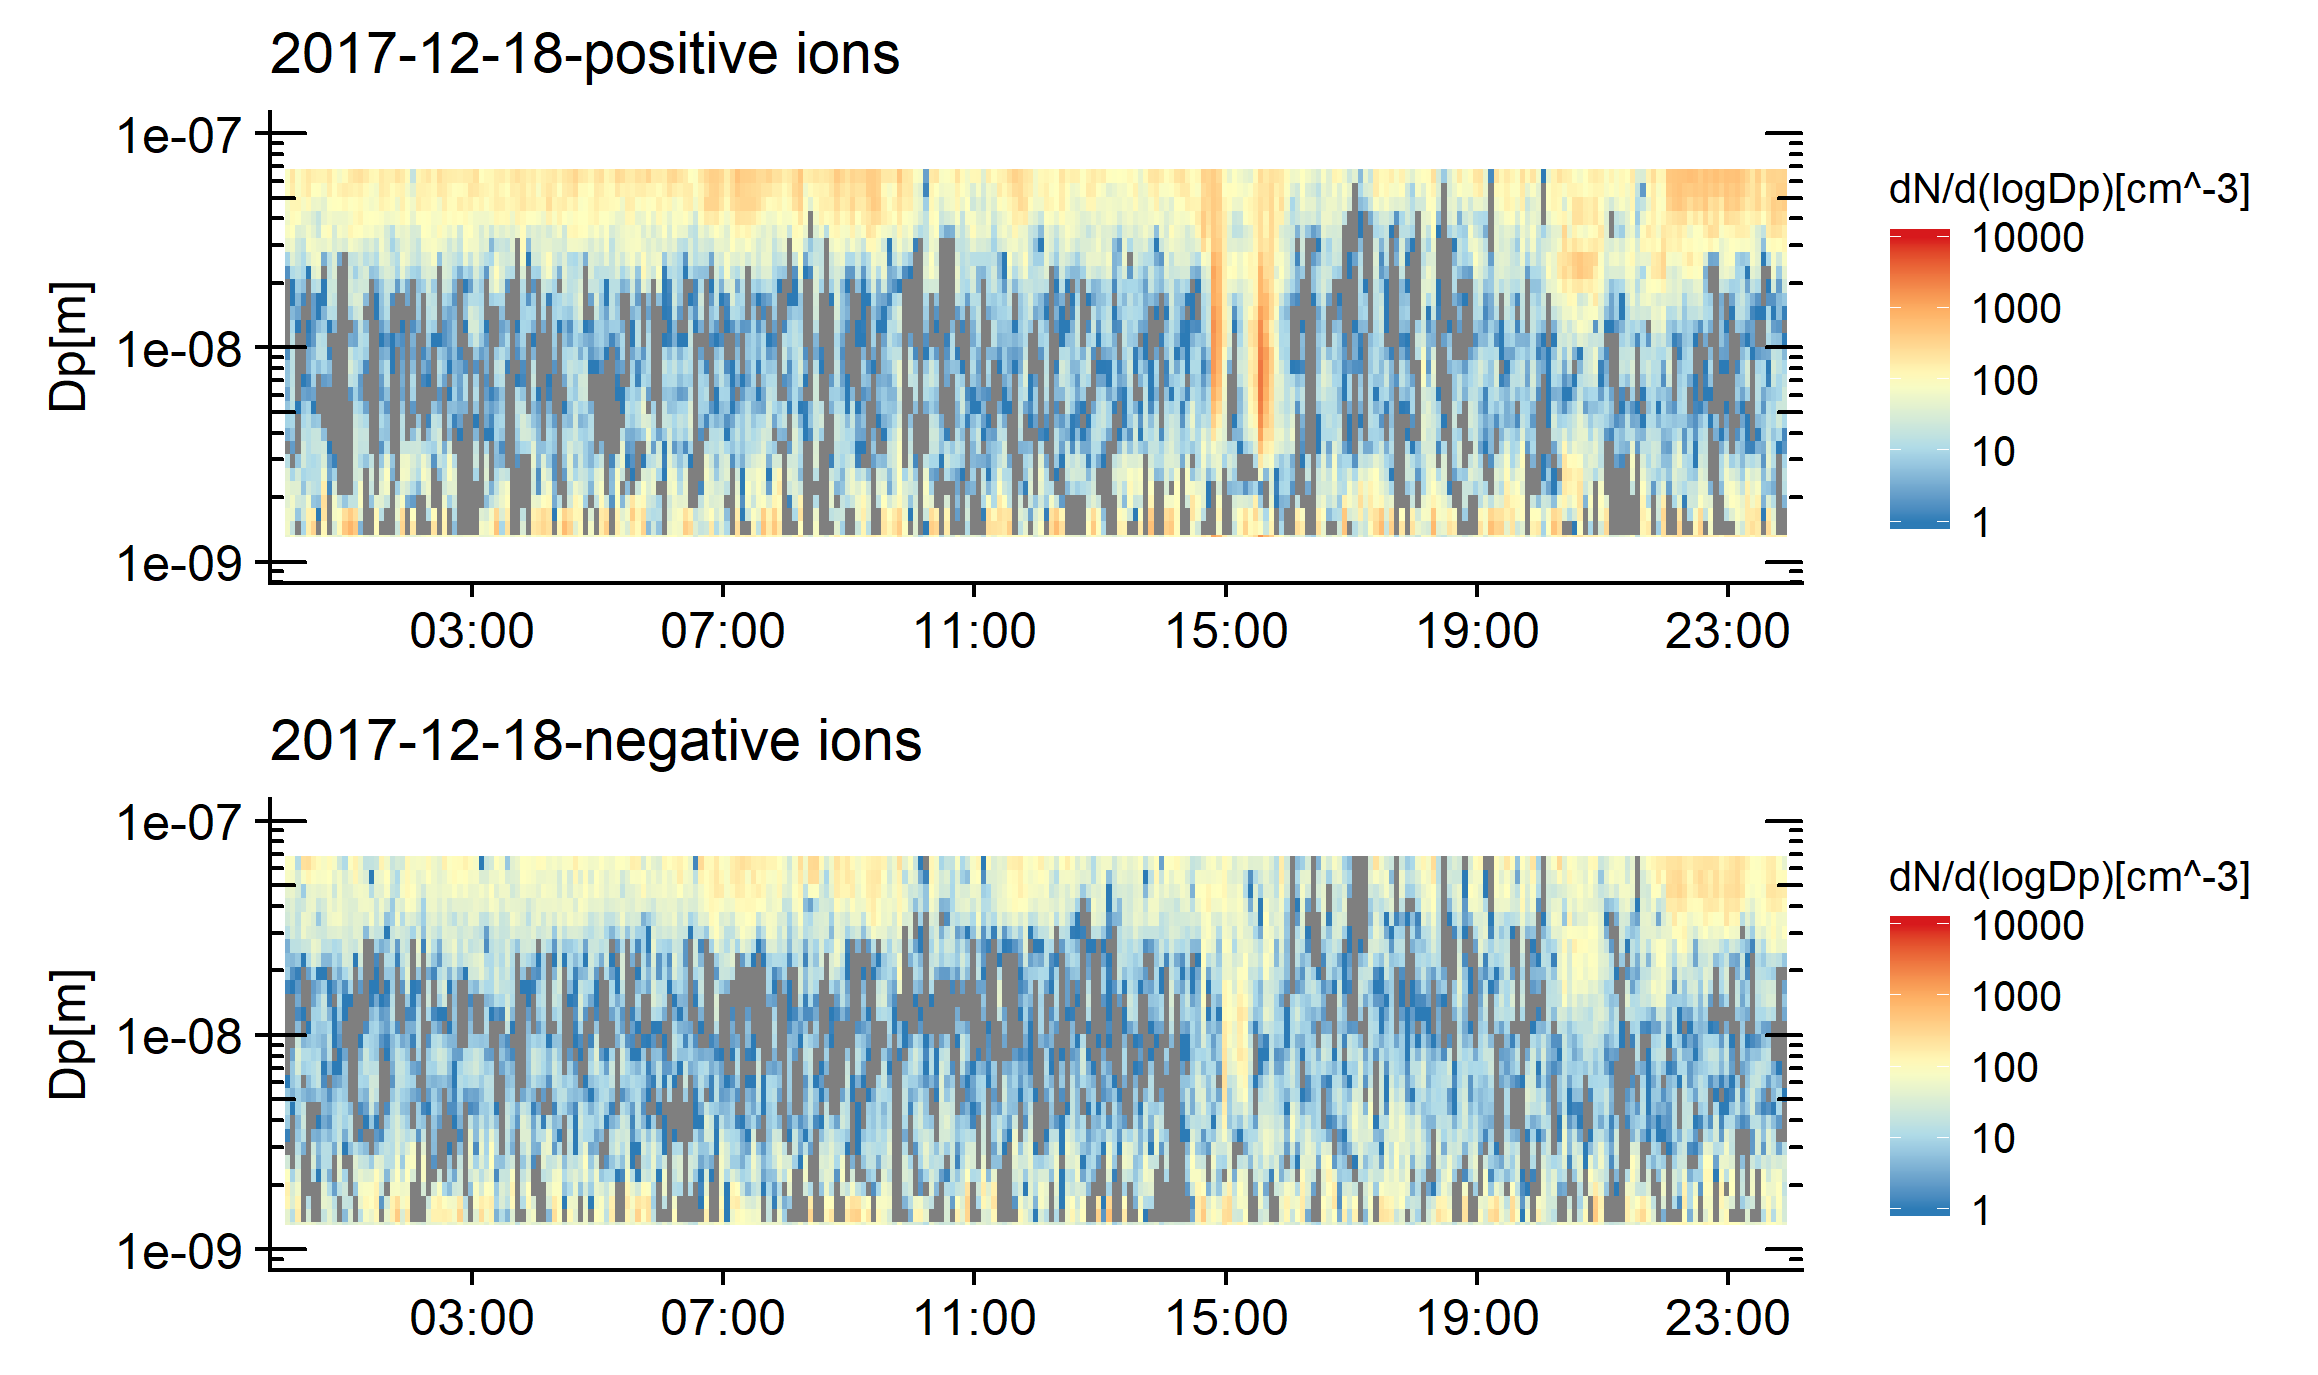 2017-12-18-positive ions
1e-07
1e-08
1e-09
Dp[m]
03:00
07:00
11:00
15:00
19:00
23:00
dN/d(logDp)[cm^-3]
10000
1000
100
10
1
2017-12-18-negative ions
1e-07
1e-08
1e-09
Dp[m]
03:00
07:00
11:00
15:00
19:00
23:00
dN/d(logDp)[cm^-3]
10000
1000
100
10
1